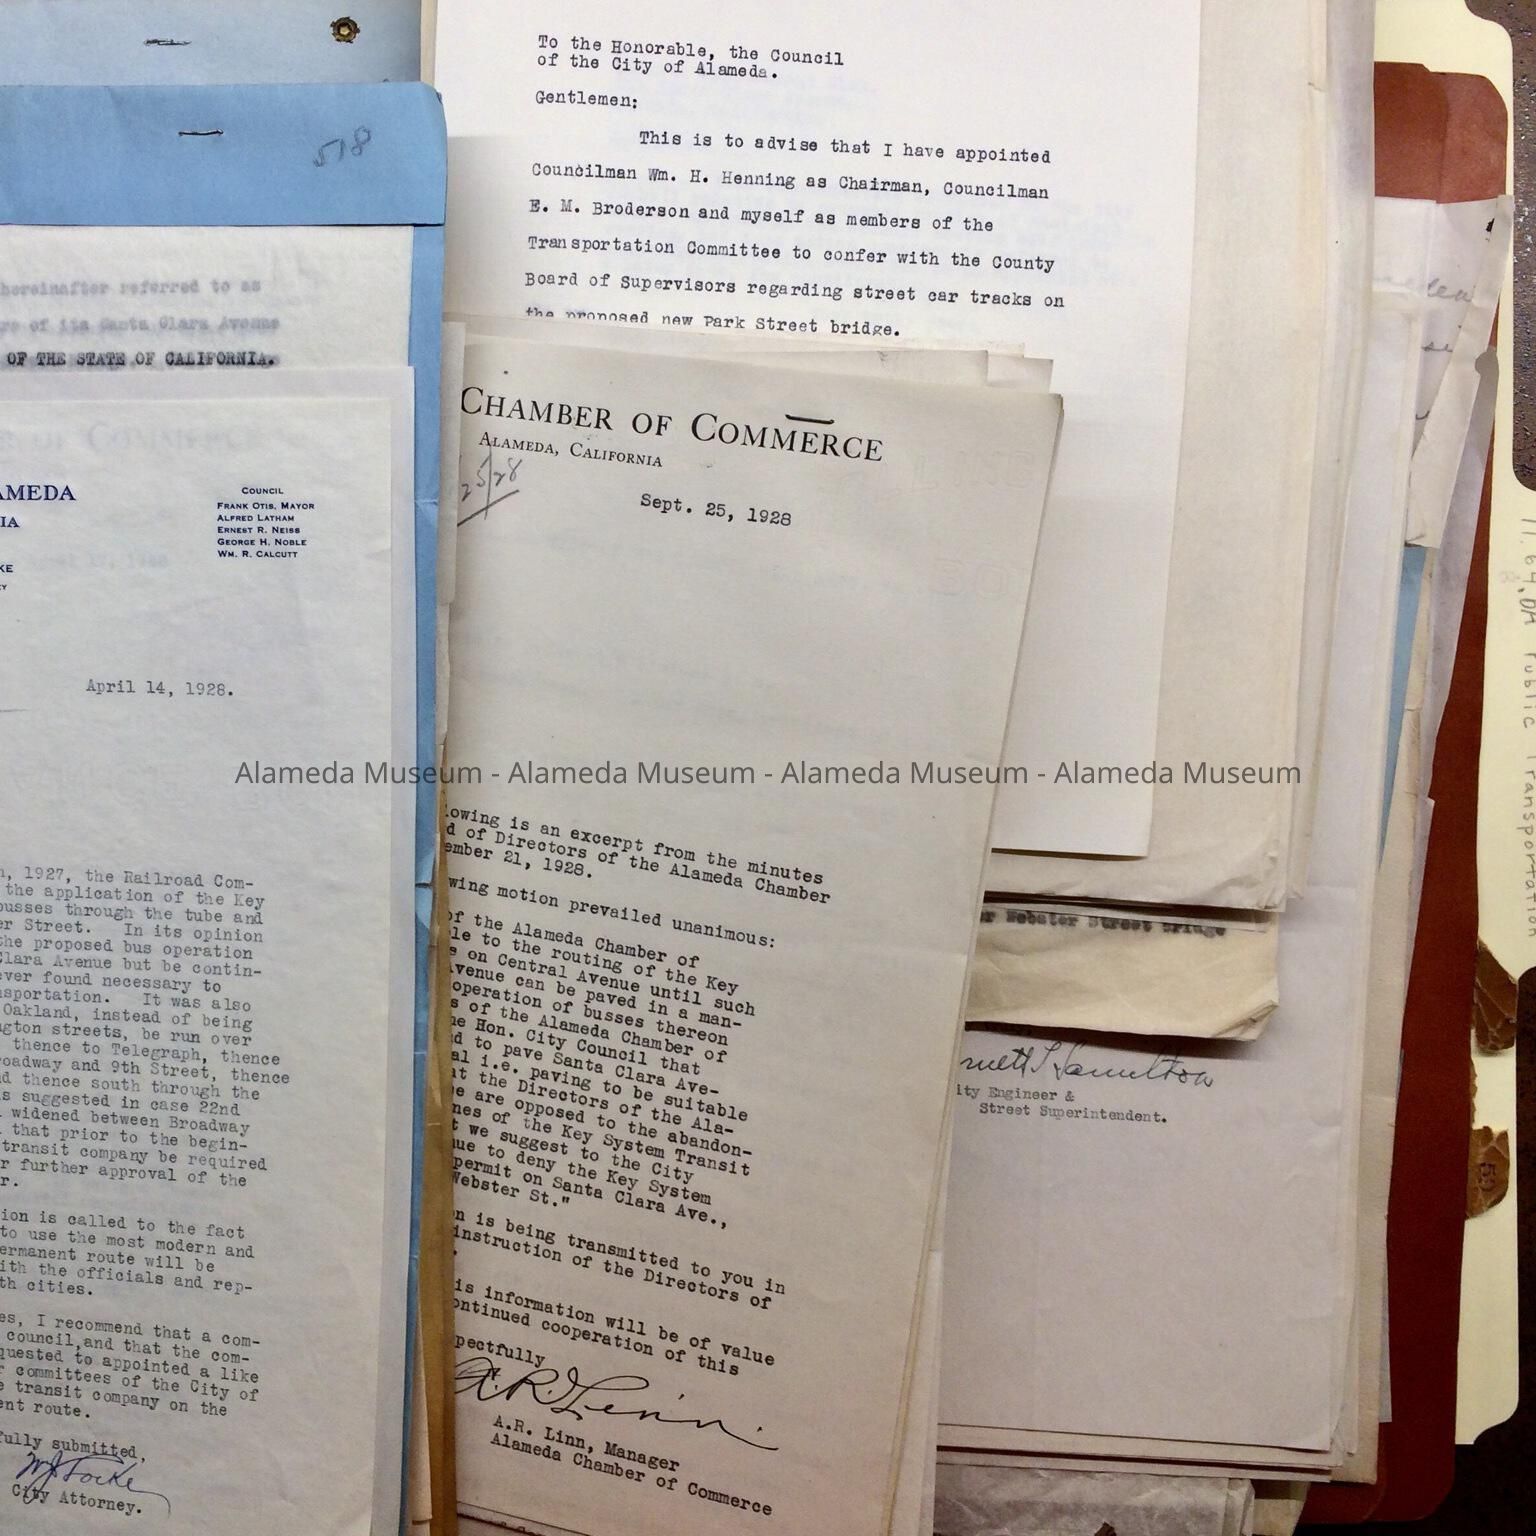 518
hereinafter referred to as
of its Santa Clara Avenue
OF THE STATE OF CALIFORNIA.
AMEDA
IA
KE
EY
COUNCIL
FRANK OTIS, MAYOR
ALFRED LATHAM
ERNEST R. NEISS
GEORGE H. NOBLE
WM. R. CALCUTT
April 14, 1928.
h, 1927, the Railroad Com-
the application of the Key
busses through the tube and
er Street. In its opinion
the proposed bus operation
Clara Avenue but be contin-
ever found necessary to
nsportation. It was also
Oakland, instead of being
ngton streets, be run over
thence to Telegraph, thence
roadway and 9th Street, thence
nd thence south through the
is suggested in case 22nd
widened between Broadway
that prior to the begin-
transit company be required
r further approval of the
r.
ion is called to the fact
to use the most modern and
ermanent route will be
ith the officials and rep-
th cities.
es, I recommend that a com-
council,and that the com-
quested to appointed a like
r committees of the City of
e transit company on the
ent route.
fully submitted,
City Attorney.
To the Honorable, the Council
of the City of Alameda.
Gentlemen:
This is to advise that I have appointed
Councilman Wm. H. Henning as Chairman, Councilman
E. M. Broderson and myself as members of the
Transportation Committee to confer with the County
Board of Supervisors regarding street car tracks on
the proposed new Park Street bridge.
CHAMBER OF COMMERCE
ALAMEDA, CALIFORNIA
25/28
Sept. 25, 1928
lowing is an excerpt from the minutes
d of Directors of the Alameda Chamber
ember 21, 1928.
wing motion prevailed unanimous:
of the Alameda Chamber of
le to the routing of the Key
s on Central Avenue until such
Avenue can be paved in a man-
operation of busses thereon
s of the Alameda Chamber of
he Hon. City Council that
nd to pave Santa Clara Ave-
al i.e. paving to be suitable
at the Directors of the Ala-
ce are opposed to the abandon-
nes of the Key System Transit
t we suggest to the City
nue to deny the Key System
permit on Santa Clara Ave.,
Webster St."
on is being transmitted to you in
instruction of the Directors of
.
is information will be of value
ontinued cooperation of this
pectfully
A.R. Linn
A.R. Linn, Manager
Alameda Chamber of Commerce
er Webster Street Bridge
Hamilton
ity Engineer &
Street Superintendent.
Public Transportation
Alameda Museum - Alameda Museum - Alameda Museum - Alameda Museum